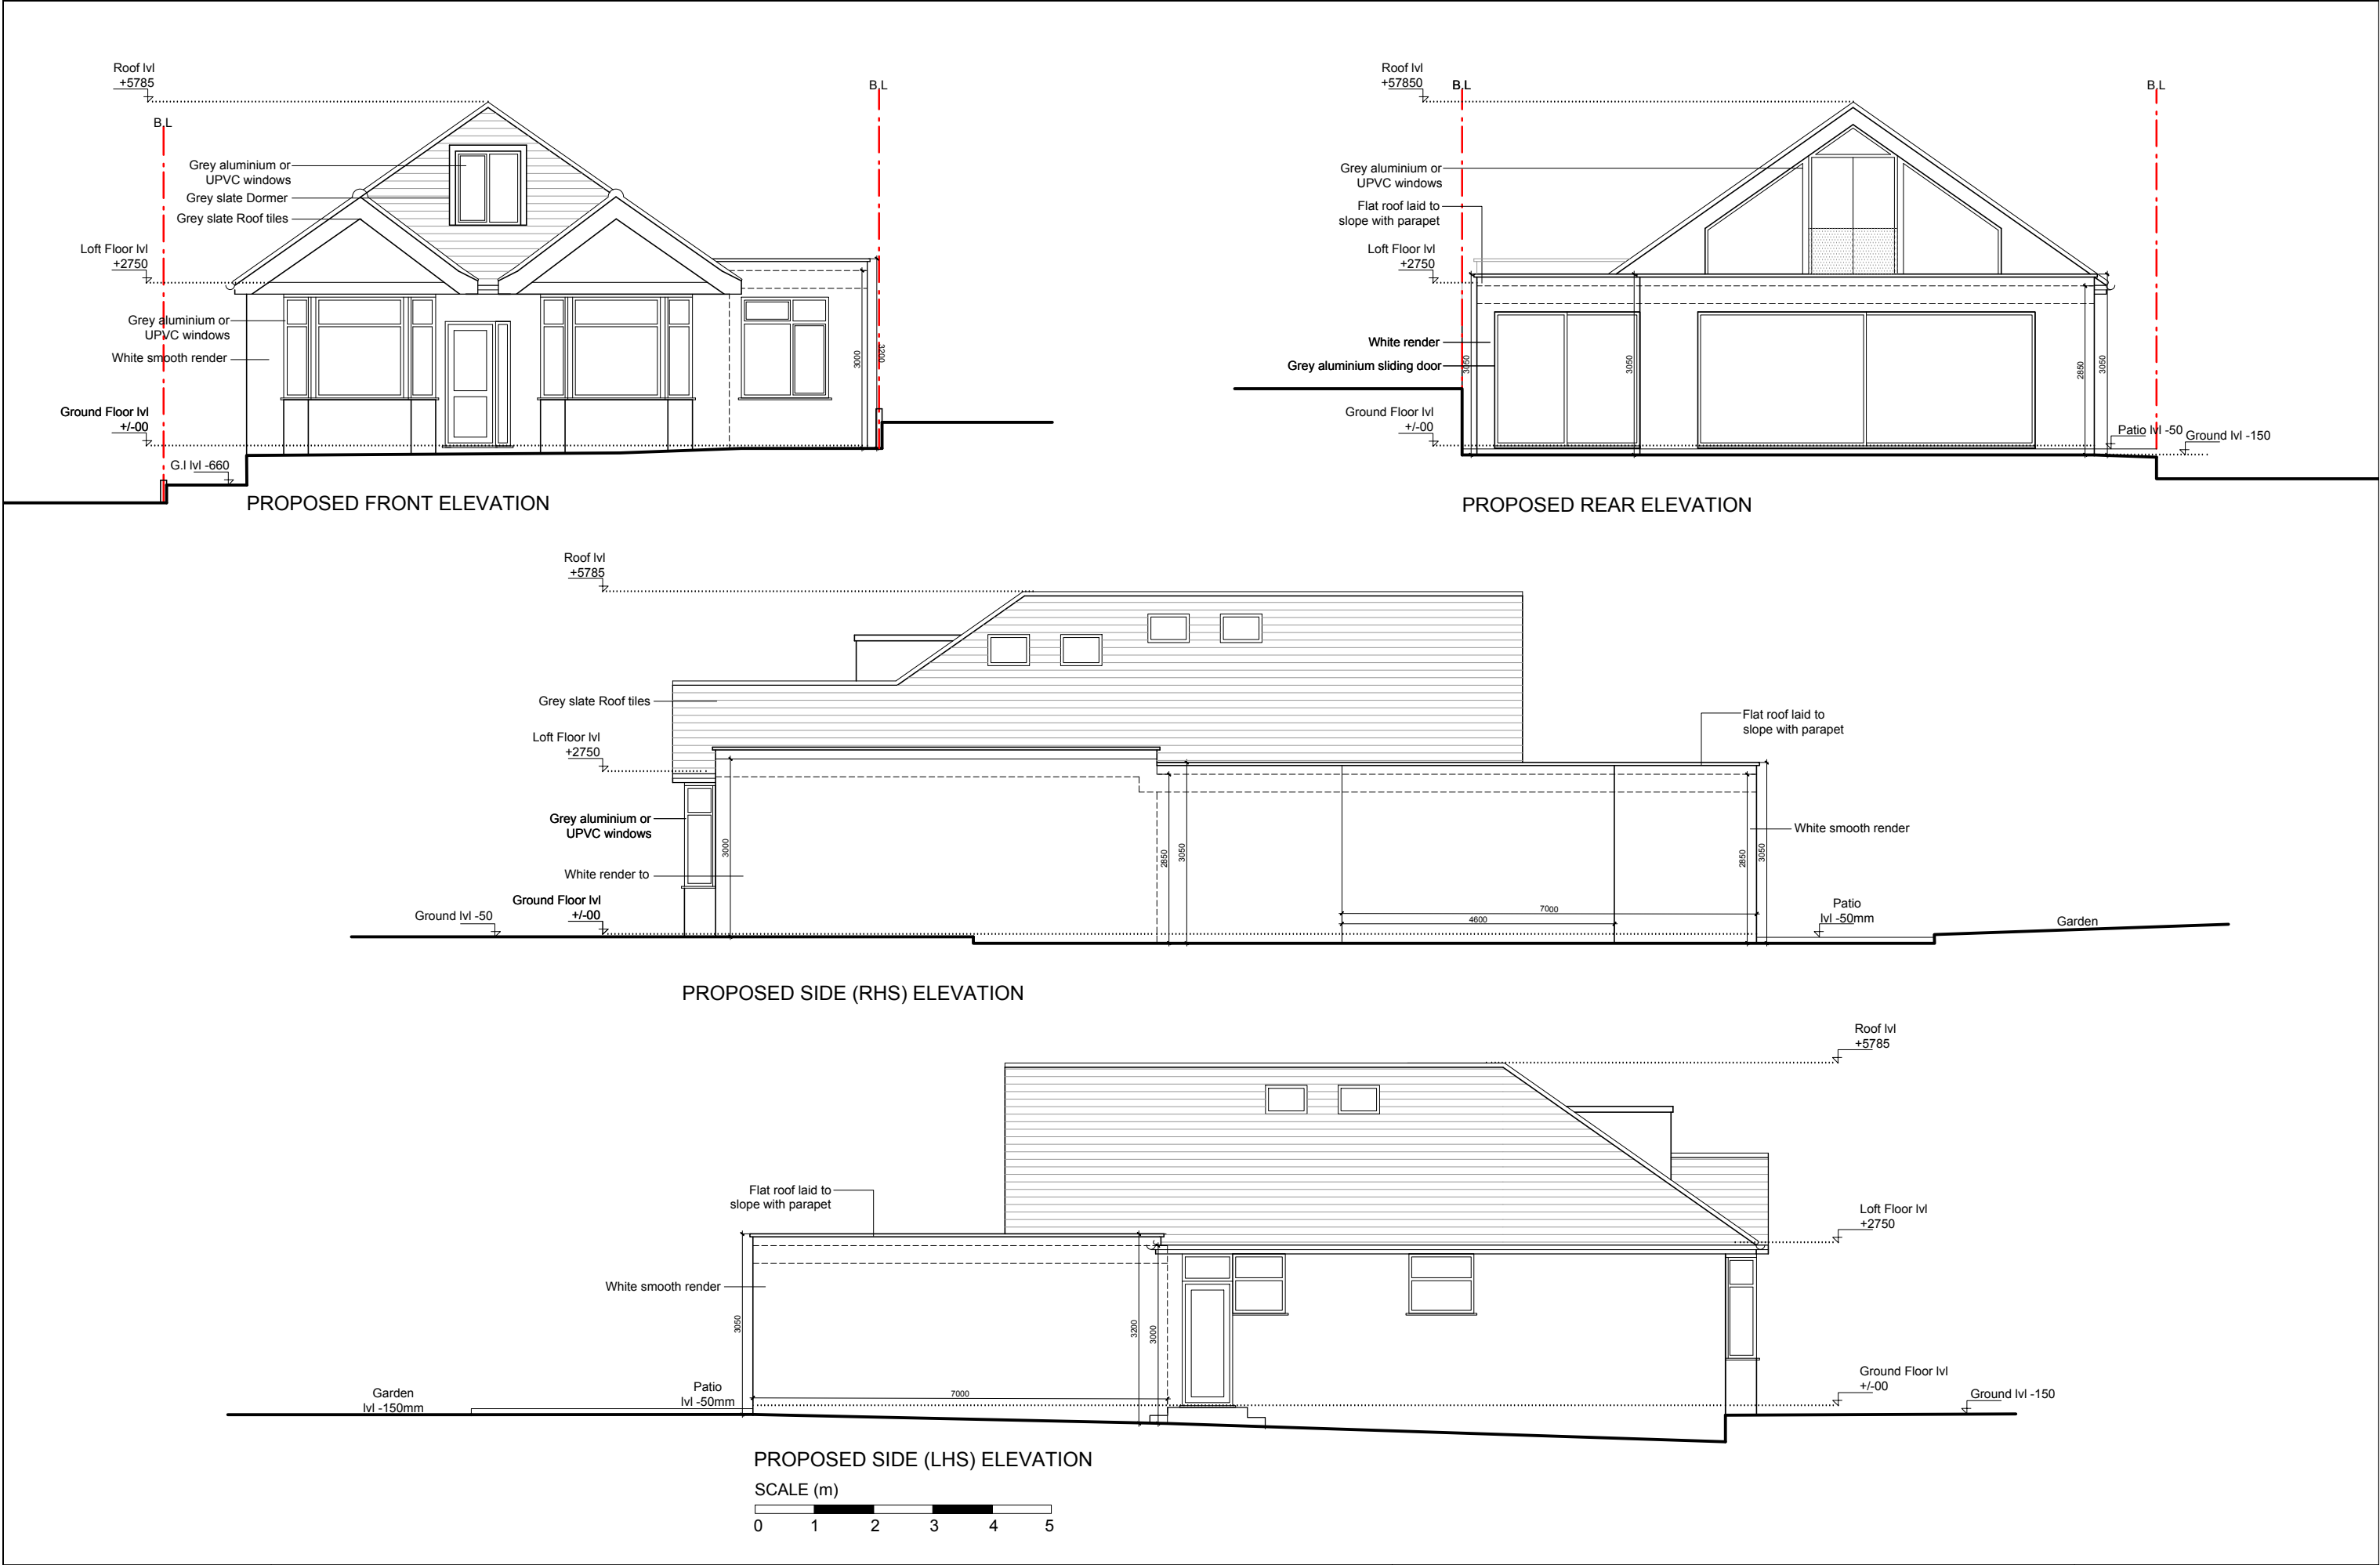 Roof lvl
+5785
B.L
B.L
Grey aluminium or
UPVC windows
Grey slate Dormer
Grey slate Roof tiles
Loft Floor lvl
+2750
Grey aluminium or
UPVC windows
White smooth render
3000
3200
Ground Floor lvl
+/-00
G.l lvl -660
PROPOSED FRONT ELEVATION
Roof lvl
+57850
B.L
B.L
Grey aluminium or
UPVC windows
Flat roof laid to
slope with parapet
Loft Floor lvl
+2750
White render
Grey aluminium sliding door
3050
3050
2850
3050
Ground Floor lvl
+/-00
Patio lvl -50
Ground lvl -150
PROPOSED REAR ELEVATION
Roof lvl
+5785
Grey slate Roof tiles
Loft Floor lvl
+2750
Flat roof laid to
slope with parapet
Grey aluminium or
UPVC windows
White smooth render
3000
2850
3050
2850
3050
White render to
Ground Floor lvl
+/-00
Ground lvl -50
7000
4600
Patio
lvl -50mm
Garden
PROPOSED SIDE (RHS) ELEVATION
Roof lvl
+5785
Flat roof laid to
slope with parapet
Loft Floor lvl
+2750
White smooth render
3050
3200
3000
Ground Floor lvl
+/-00
Ground lvl -150
Garden
lvl -150mm
Patio
lvl -50mm
7000
PROPOSED SIDE (LHS) ELEVATION
SCALE (m)
0 1 2 3 4 5